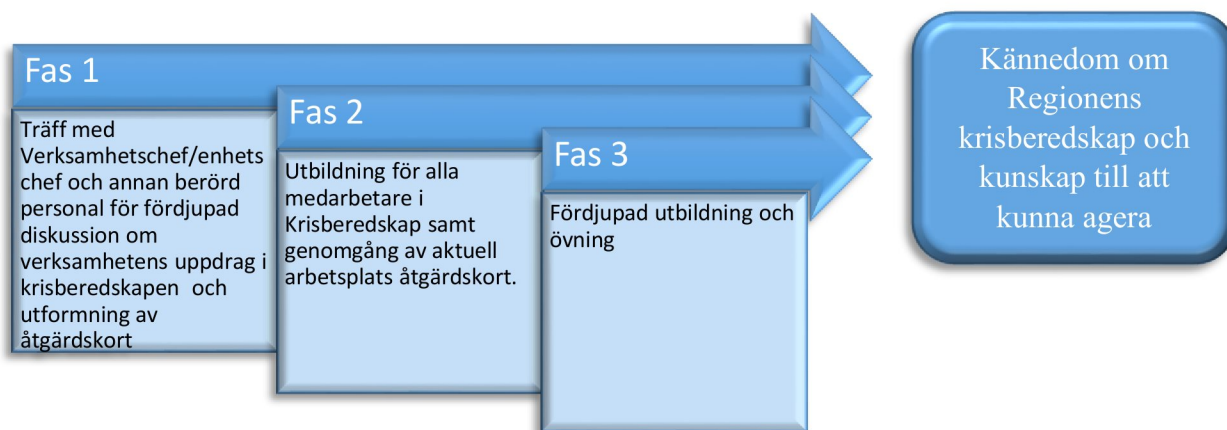 Fas 1
Träff med
Verksamhetschef/enhets
chef och annan berörd
personal för fördjupad
diskussion om
verksamhetens uppdrag i
krisberedskapen  och
utformning av
åtgärdskort
Fas 2
Utbildning för alla
medarbetare i
Krisberedskap samt
genomgång av aktuell
arbetsplats åtgärdskort.
Fas 3
Fördjupad utbildning och
övning
Kännedom om
Regionens
krisberedskap och
kunskap till att
kunna agera